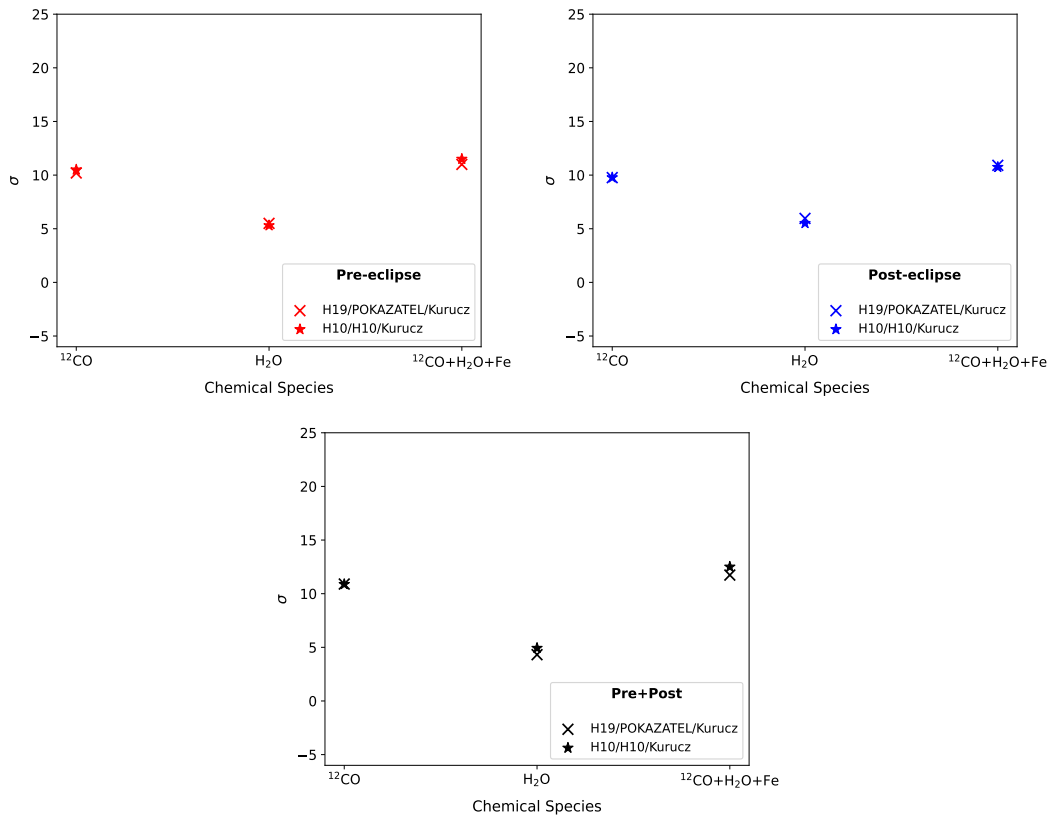 25
20
15
10
5
0
−5
σ
Pre-eclipse
H19/POKAZATEL/Kurucz
H10/H10/Kurucz
¹²CO
H₂O
¹²CO+H₂O+Fe
Chemical Species
25
20
15
10
5
0
−5
σ
Post-eclipse
H19/POKAZATEL/Kurucz
H10/H10/Kurucz
¹²CO
H₂O
¹²CO+H₂O+Fe
Chemical Species
25
20
15
10
5
0
−5
σ
Pre+Post
H19/POKAZATEL/Kurucz
H10/H10/Kurucz
¹²CO
H₂O
¹²CO+H₂O+Fe
Chemical Species